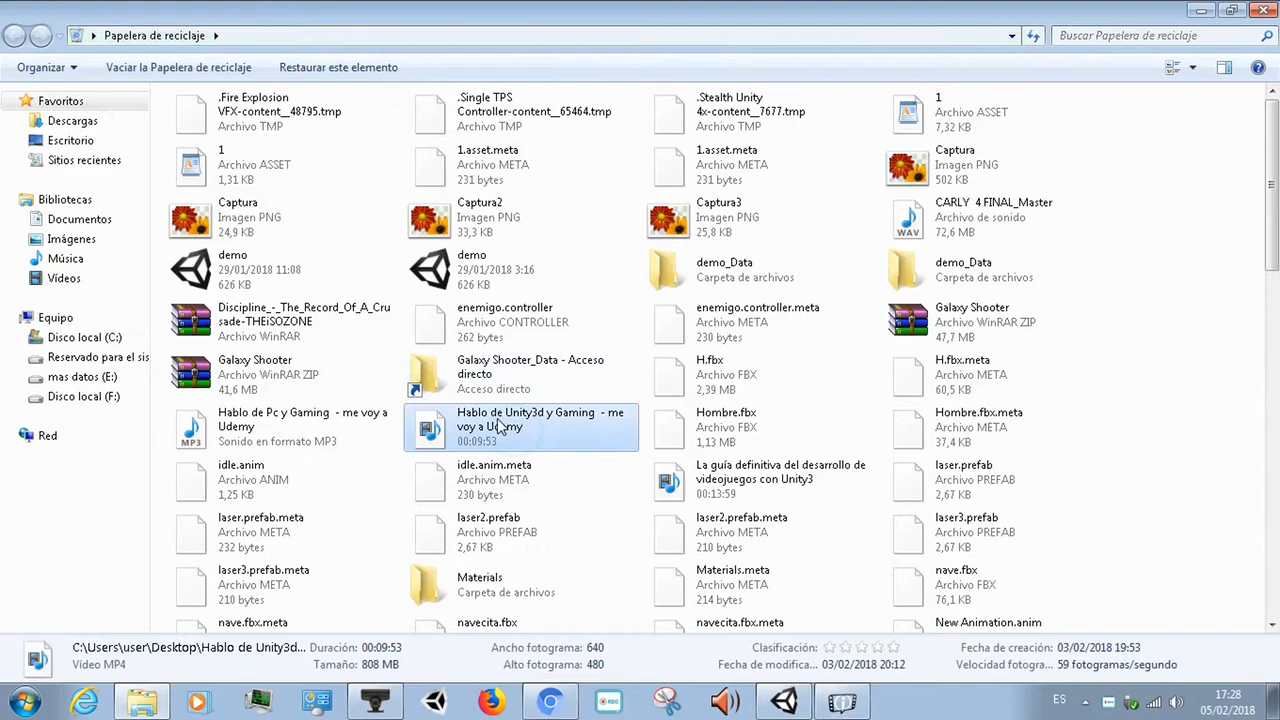 Papelera de reciclaje
Buscar Papelera de reciclaje
Organizar
Vaciar la Papelera de reciclaje
Restaurar este elemento
Favoritos
Descargas
Escritorio
Sitios recientes
Bibliotecas
Documentos
Imágenes
Música
Vídeos
Equipo
Disco local (C:)
Reservado para el sis
mas datos (E:)
Disco local (F:)
Red
.Fire Explosion
VFX-content__48795.tmp
Archivo TMP
.Single TPS
Controller-content__65464.tmp
Archivo TMP
.Stealth Unity
4x-content__7677.tmp
Archivo TMP
1
Archivo ASSET
7,32 KB
1
Archivo ASSET
1,31 KB
1.asset.meta
Archivo META
231 bytes
1.asset.meta
Archivo META
231 bytes
Captura
Imagen PNG
502 KB
Captura
Imagen PNG
24,9 KB
Captura2
Imagen PNG
33,3 KB
Captura3
Imagen PNG
25,8 KB
CARLY 4 FINAL_Master
Archivo de sonido
72,6 MB
WAV
demo
29/01/2018 11:08
626 KB
demo
29/01/2018 3:16
626 KB
demo_Data
Carpeta de archivos
demo_Data
Carpeta de archivos
Discipline_-_The_Record_Of_A_Cru
sade-THEiSOZONE
Archivo WinRAR
enemigo.controller
Archivo CONTROLLER
262 bytes
enemigo.controller.meta
Archivo META
230 bytes
Galaxy Shooter
Archivo WinRAR ZIP
47,7 MB
Galaxy Shooter
Archivo WinRAR ZIP
41,6 MB
Galaxy Shooter_Data - Acceso
directo
Acceso directo
H.fbx
Archivo FBX
2,39 MB
H.fbx.meta
Archivo META
60,5 KB
Hablo de Pc y Gaming - me voy a
Udemy
Sonido en formato MP3
MP3
Hablo de Unity3d y Gaming - me
voy a Udemy
00:09:53
Hombre.fbx
Archivo FBX
1,13 MB
Hombre.fbx.meta
Archivo META
37,4 KB
idle.anim
Archivo ANIM
1,25 KB
idle.anim.meta
Archivo META
230 bytes
La guía definitiva del desarrollo de
videojuegos con Unity3
00:13:59
laser.prefab
Archivo PREFAB
2,67 KB
laser.prefab.meta
Archivo META
232 bytes
laser2.prefab
Archivo PREFAB
2,67 KB
laser2.prefab.meta
Archivo META
210 bytes
laser3.prefab
Archivo PREFAB
2,67 KB
laser3.prefab.meta
Archivo META
210 bytes
Materials
Carpeta de archivos
Materials.meta
Archivo META
214 bytes
nave.fbx
Archivo FBX
76,1 KB
nave.fbx.meta
navecita.fbx
navecita.fbx.meta
New Animation.anim
C:\Users\user\Desktop\Hablo de Unity3d...
Video MP4
Duración: 00:09:53
Tamaño: 808 MB
Ancho fotograma: 640
Alto fotograma: 480
Clasificación:
Fecha de modifica... 03/02/2018 20:12
Fecha de creación: 03/02/2018 19:53
Velocidad fotogra... 59 fotogramas/segundo
REC
ES
17:28
05/02/2018